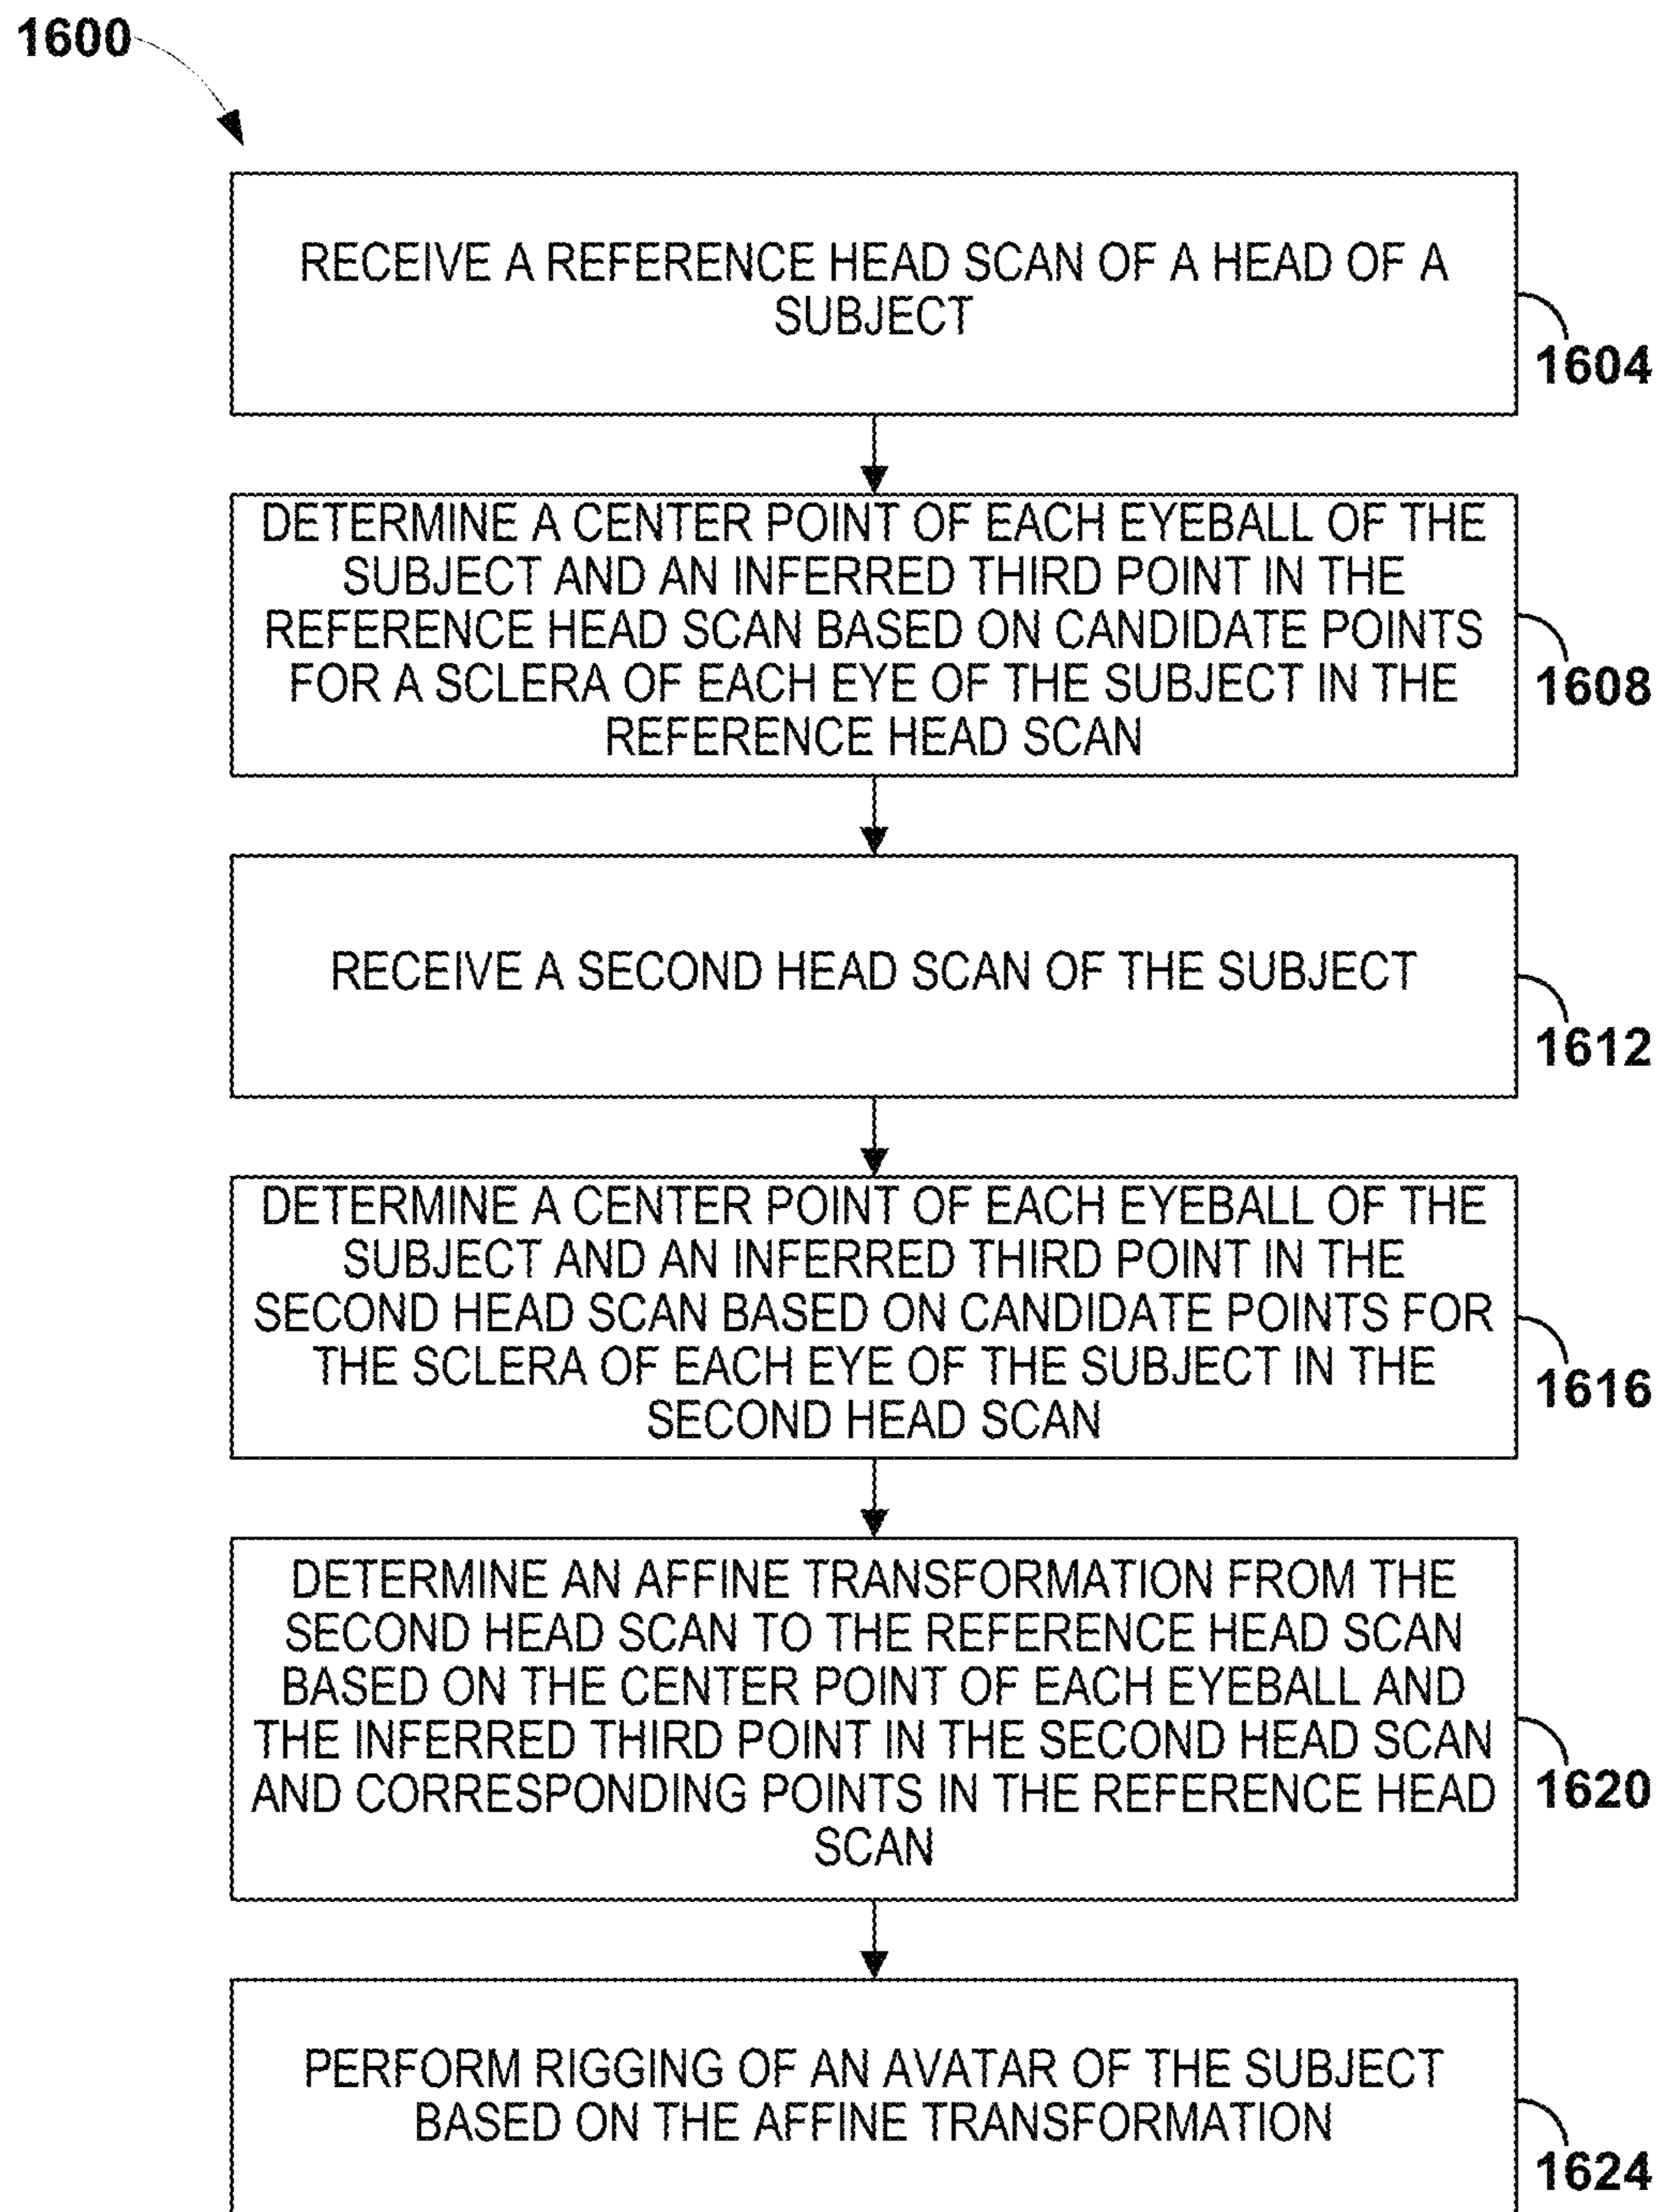 1600
RECEIVE A REFERENCE HEAD SCAN OF A HEAD OF A
SUBJECT
1604
DETERMINE A CENTER POINT OF EACH EYEBALL OF THE
SUBJECT AND AN INFERRED THIRD POINT IN THE
REFERENCE HEAD SCAN BASED ON CANDIDATE POINTS
FOR A SCLERA OF EACH EYE OF THE SUBJECT IN THE
REFERENCE HEAD SCAN
1608
RECEIVE A SECOND HEAD SCAN OF THE SUBJECT
1612
DETERMINE A CENTER POINT OF EACH EYEBALL OF THE
SUBJECT AND AN INFERRED THIRD POINT IN THE
SECOND HEAD SCAN BASED ON CANDIDATE POINTS FOR
THE SCLERA OF EACH EYE OF THE SUBJECT IN THE
SECOND HEAD SCAN
1616
DETERMINE AN AFFINE TRANSFORMATION FROM THE
SECOND HEAD SCAN TO THE REFERENCE HEAD SCAN
BASED ON THE CENTER POINT OF EACH EYEBALL AND
THE INFERRED THIRD POINT IN THE SECOND HEAD SCAN
AND CORRESPONDING POINTS IN THE REFERENCE HEAD
SCAN
1620
PERFORM RIGGING OF AN AVATAR OF THE SUBJECT
BASED ON THE AFFINE TRANSFORMATION
1624